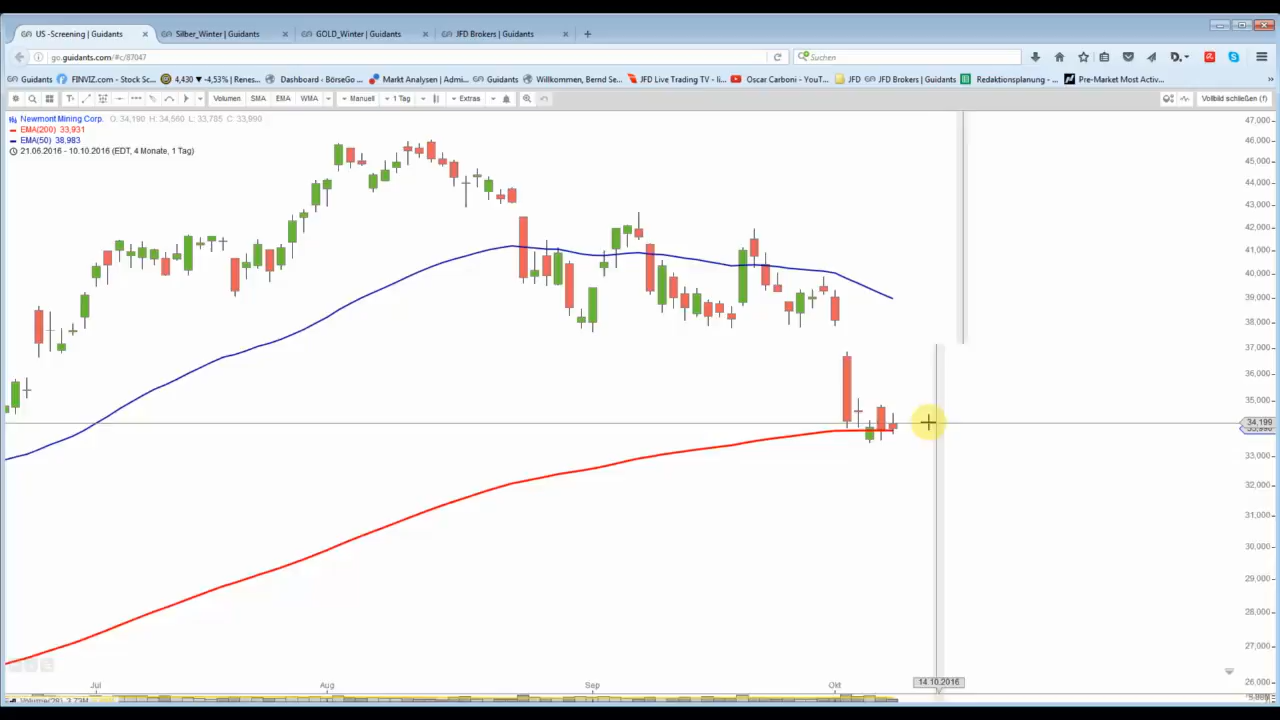 US -Screening | Guidants
Silber_Winter | Guidants
GOLD_Winter | Guidants
JFD Brokers | Guidants
go.guidants.com/#c/87047
Suchen
Guidants
FINVIZ.com - Stock Sc...
4,430 ▼ -4,53% | Renes...
Dashboard - BörseGo ...
Markt Analysen | Admi...
Guidants
Willkommen, Bernd Se...
JFD Live Trading TV - li...
Oscar Carboni - YouT...
JFD
JFD Brokers | Guidants
Redaktionsplanung - ...
Pre-Market Most Activ...
Volumen
SMA
EMA
WMA
Manuell
1 Tag
Extras
Vollbild schließen (f)
Newmont Mining Corp. O: 34,190 H: 34,560 L: 33,785 C: 33,990
EMA(200) 33,931
EMA(50) 38,983
21.06.2016 - 10.10.2016 (EDT, 4 Monate, 1 Tag)
47,000
46,000
45,000
44,000
43,000
42,000
41,000
40,000
39,000
38,000
37,000
36,000
35,000
34,199
33,000
32,000
31,000
30,000
29,000
28,000
27,000
26,000
Jul
Aug
Sep
Okt
14.10.2016